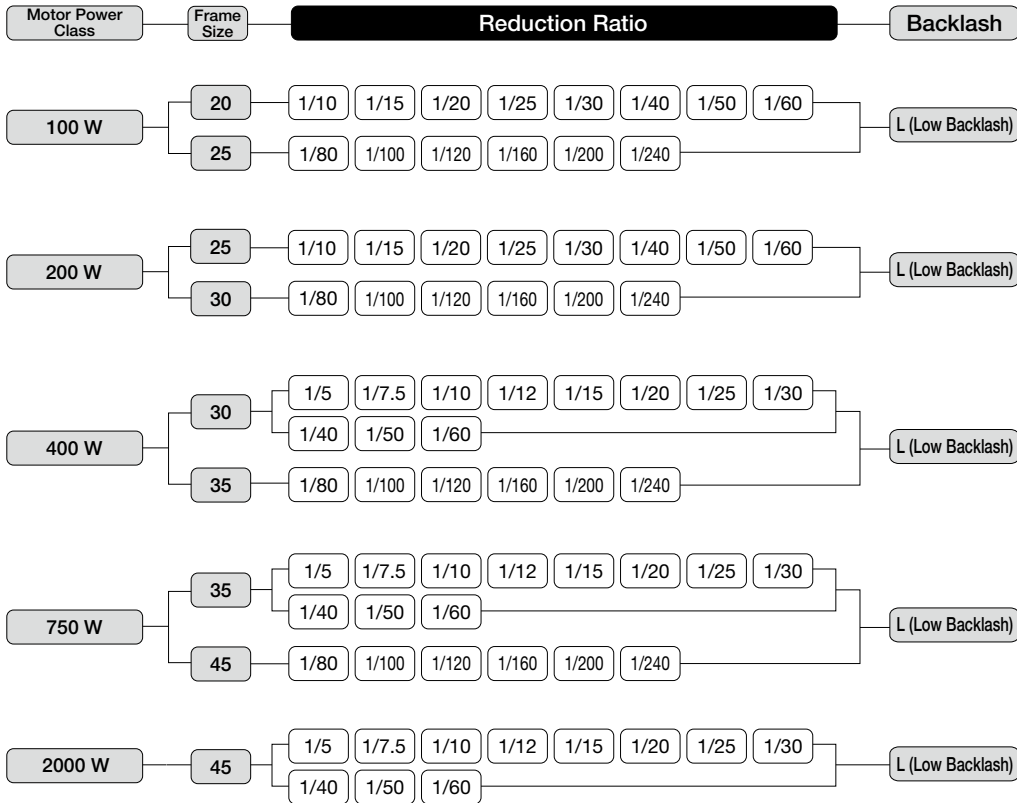 Motor Power Class Frame Size Reduction Ratio Backlash
20 1/10 1/15 1/20 1/25 1/30 1/40 1/50 1/60
100 W L (Low Backlash)
25 1/80 1/100 1/120 1/160 1/200 1/240
25 1/10 1/15 1/20 1/25 1/30 1/40 1/50 1/60
200 W L (Low Backlash)
30 1/80 1/100 1/120 1/160 1/200 1/240
1/5 1/7.5 1/10 1/12 1/15 1/20 1/25 1/30
30
1/40 1/50 1/60
400 W L (Low Backlash)
35 1/80 1/100 1/120 1/160 1/200 1/240
1/5 1/7.5 1/10 1/12 1/15 1/20 1/25 1/30
35
1/40 1/50 1/60
750 W L (Low Backlash)
45 1/80 1/100 1/120 1/160 1/200 1/240
1/5 1/7.5 1/10 1/12 1/15 1/20 1/25 1/30
2000 W 45 L (Low Backlash)
1/40 1/50 1/60